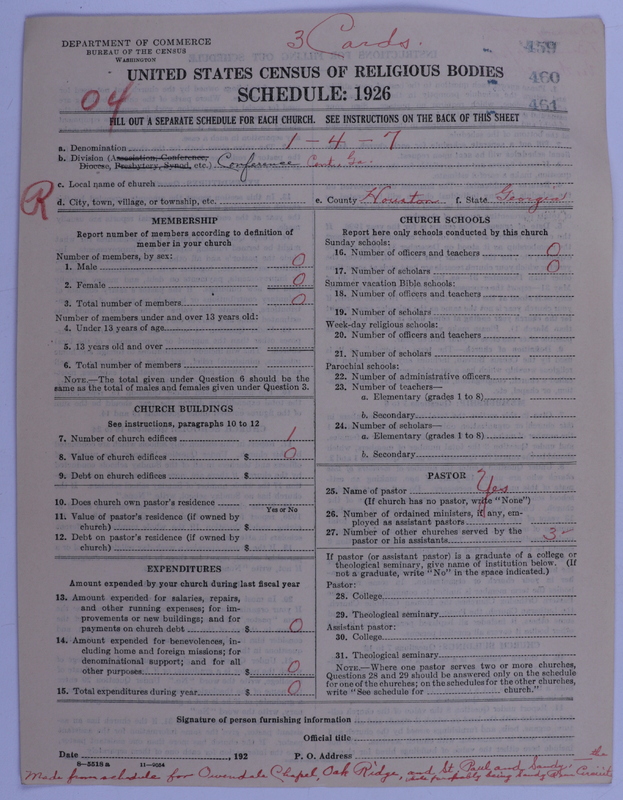 3 Cards.
DEPARTMENT OF COMMERCE
BUREAU OF THE CENSUS
WASHINGTON
459
460
461
UNITED STATES CENSUS OF RELIGIOUS BODIES
SCHEDULE: 1926
04
FILL OUT A SEPARATE SCHEDULE FOR EACH CHURCH. SEE INSTRUCTIONS ON THE BACK OF THIS SHEET
a. Denomination 1-4-7
b. Division (Association, Conference, Diocese, Presbytery, Synod, etc.) Conference Ga.
c. Local name of church
R
d. City, town, village, or township, etc. e. County Houston f. State Georgia
MEMBERSHIP
Report number of members according to definition of
member in your church
Number of members, by sex:
1. Male 0
2. Female 0
3. Total number of members 0
Number of members under and over 13 years old:
4. Under 13 years of age
5. 13 years old and over
6. Total number of members
NOTE.—The total given under Question 6 should be the
same as the total of males and females given under Question 3.
CHURCH BUILDINGS
See instructions, paragraphs 10 to 12
7. Number of church edifices 1
8. Value of church edifices $ 0
9. Debt on church edifices $
10. Does church own pastor's residence
Yes or No
11. Value of pastor's residence (if owned by
church) $
12. Debt on pastor's residence (if owned by
church) $
EXPENDITURES
Amount expended by your church during last fiscal year
13. Amount expended for salaries, repairs,
and other running expenses; for im-
provements or new buildings; and for
payments on church debt $ 0
14. Amount expended for benevolences, in-
cluding home and foreign missions; for
denominational support; and for all
other purposes $ 0
15. Total expenditures during year $ 0
CHURCH SCHOOLS
Report here only schools conducted by this church
Sunday schools:
16. Number of officers and teachers 0
17. Number of scholars 0
Summer vacation Bible schools:
18. Number of officers and teachers
19. Number of scholars
Week-day religious schools:
20. Number of officers and teachers
21. Number of scholars
Parochial schools:
22. Number of administrative officers
23. Number of teachers—
a. Elementary (grades 1 to 8)
b. Secondary
24. Number of scholars—
a. Elementary (grades 1 to 8)
b. Secondary
PASTOR
25. Name of pastor Yes
(If church has no pastor, write "None")
26. Number of ordained ministers, if any, em-
ployed as assistant pastors
27. Number of other churches served by the
pastor or his assistants 3
If pastor (or assistant pastor) is a graduate of a college or
theological seminary, give name of institution below. (If
not a graduate, write "No" in the space indicated.)
Pastor:
28. College
29. Theological seminary
Assistant pastor:
30. College
31. Theological seminary
NOTE.—Where one pastor serves two or more churches,
Questions 28 and 29 should be answered only on the schedule
for one of the churches; on the schedules for the other churches,
write "See schedule for church."
Signature of person furnishing information
Official title
Date , 192 P. O. Address
8—5518a 11—9064
Made from schedule for Owendale Chapel, Oak Ridge, and St. Paul and Sandy, the
probably being Sandy Circuit